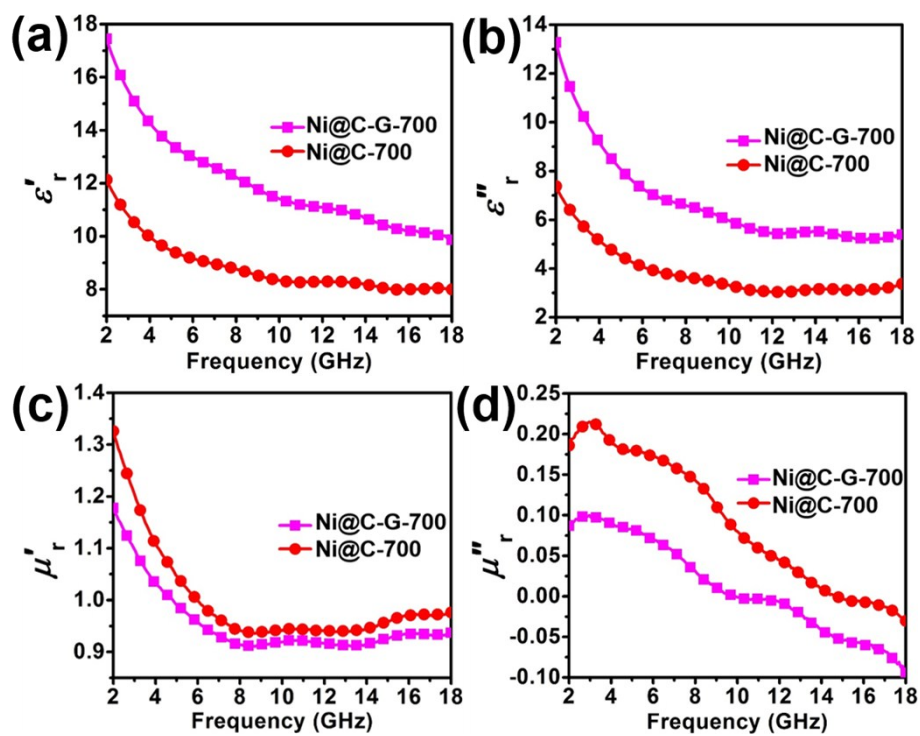 (a)
18
16
14
12
10
8
ε′r
Ni@C-G-700
Ni@C-700
2 4 6 8 10 12 14 16 18
Frequency (GHz)
(b)
14
12
10
8
6
4
2
ε″r
Ni@C-G-700
Ni@C-700
2 4 6 8 10 12 14 16 18
Frequency (GHz)
(c)
1.4
1.3
1.2
1.1
1.0
0.9
μ′r
Ni@C-G-700
Ni@C-700
2 4 6 8 10 12 14 16 18
Frequency (GHz)
(d)
0.25
0.20
0.15
0.10
0.05
0.00
-0.05
-0.10
μ″r
Ni@C-G-700
Ni@C-700
2 4 6 8 10 12 14 16 18
Frequency (GHz)